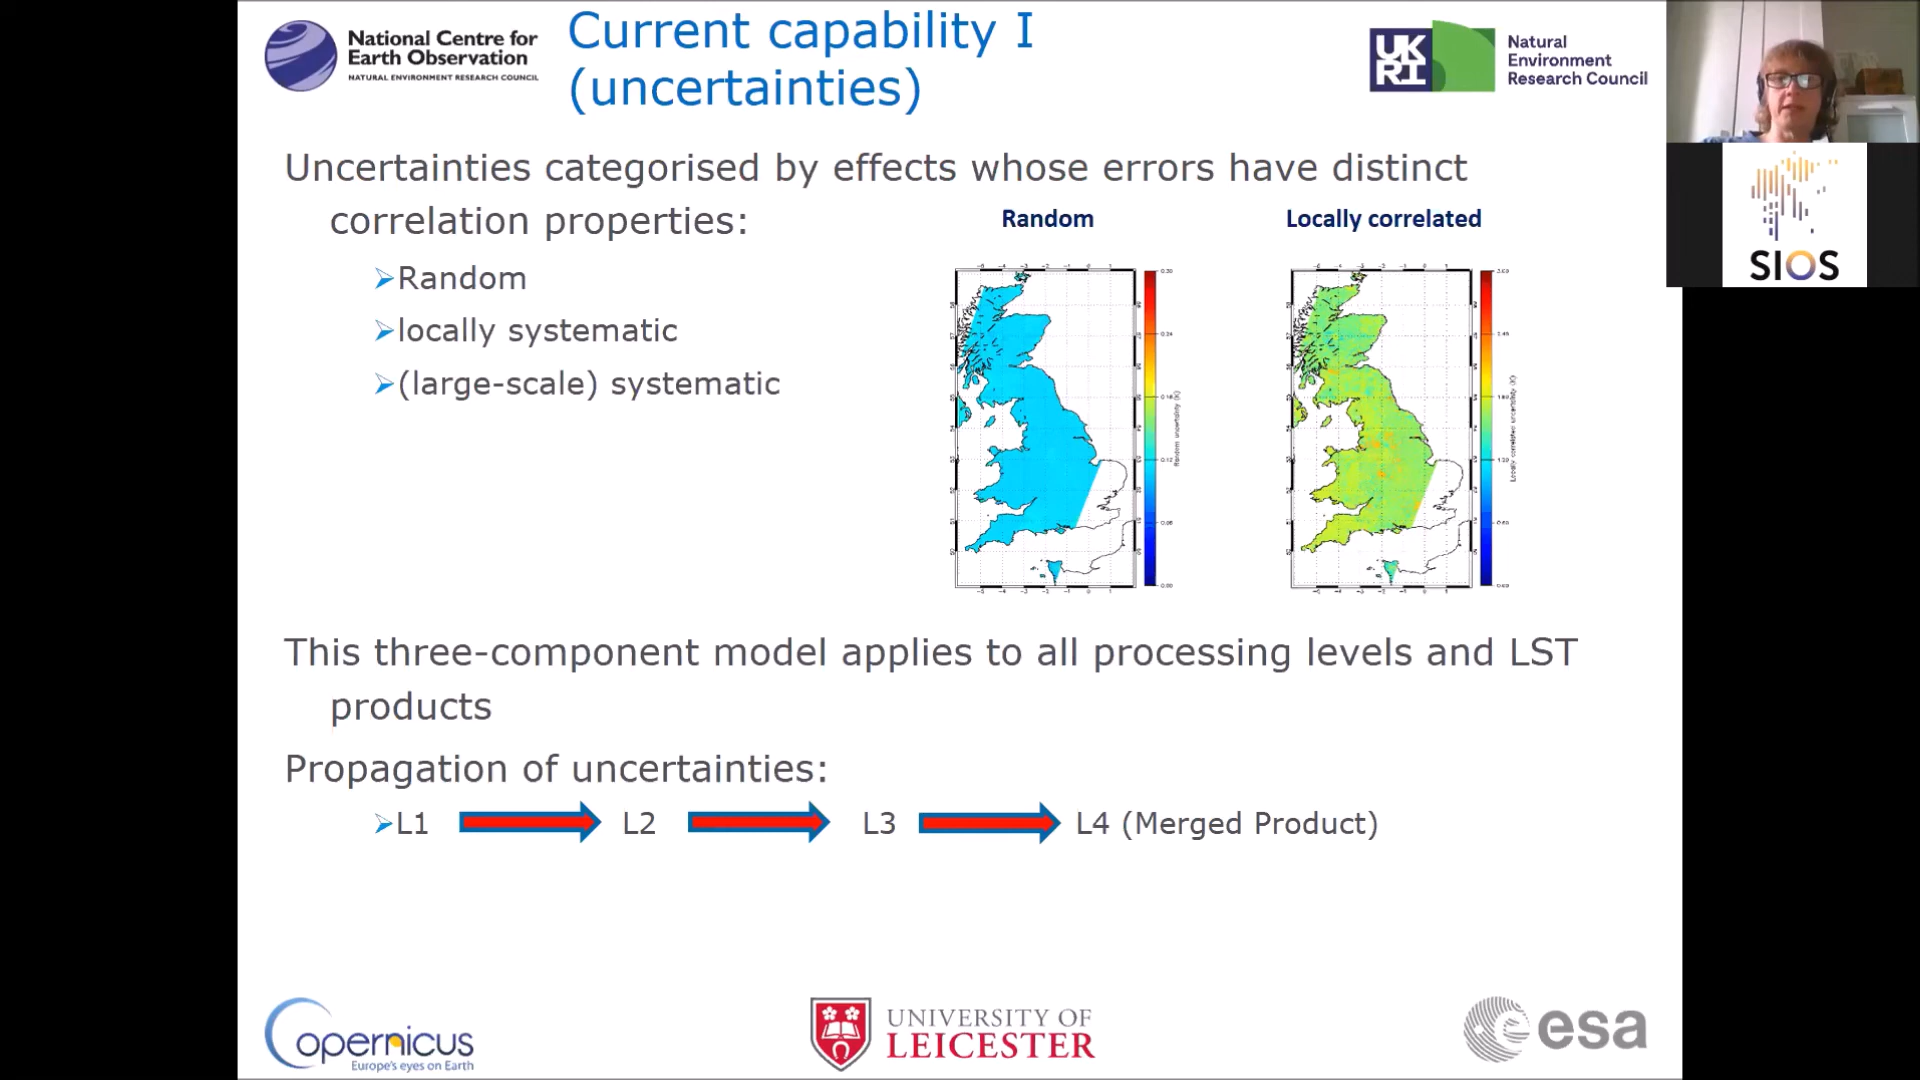 National Centre for
Earth Observation
NATURAL ENVIRONMENT RESEARCH COUNCIL
Current capability I
(uncertainties)
UK
RI
Natural
Environment
Research Council
Uncertainties categorised by effects whose errors have distinct
correlation properties:
➢Random
➢locally systematic
➢(large-scale) systematic
Random
Locally correlated
SIOS
This three-component model applies to all processing levels and LST
products
Propagation of uncertainties:
➢L1 L2 L3 L4 (Merged Product)
Copernicus
Europe's eyes on Earth
UNIVERSITY OF
LEICESTER
esa